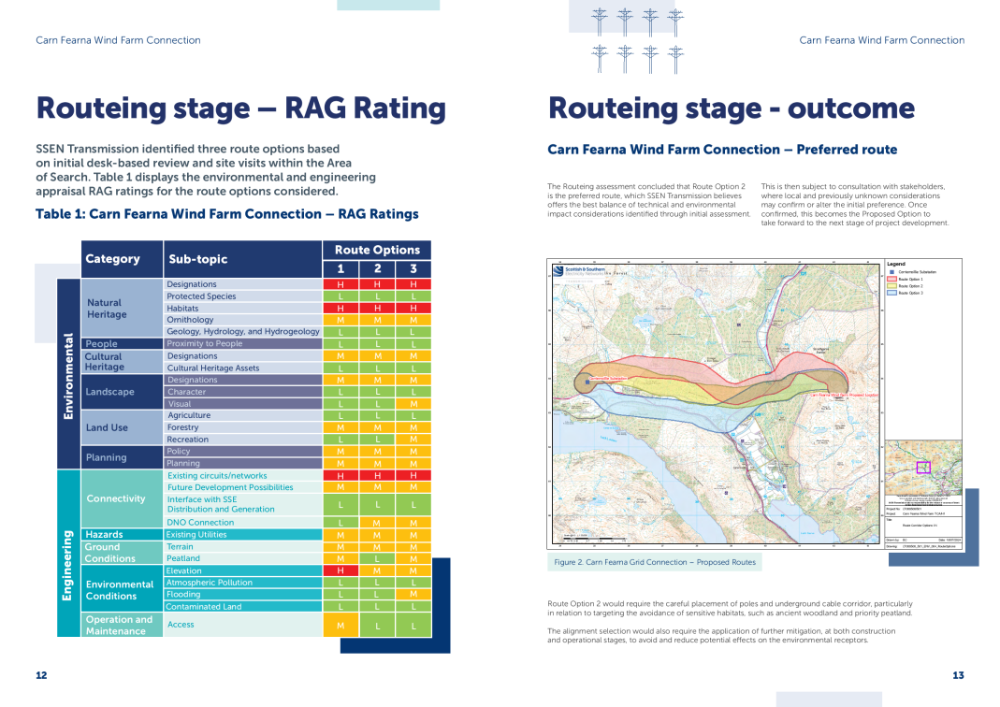 Carn Fearna Wind Farm Connection
Routeing stage – RAG Rating
SSEN Transmission identified three route options based
on initial desk-based review and site visits within the Area
of Search. Table 1 displays the environmental and engineering
appraisal RAG ratings for the route options considered.
Table 1: Carn Fearna Wind Farm Connection – RAG Ratings
Category Sub-topic Route Options
1 2 3
Environmental
Natural
Heritage
Designations H H H
Protected Species L L L
Habitats H H H
Ornithology M M M
Geology, Hydrology, and Hydrogeology L L L
People Proximity to People L L L
Cultural
Heritage
Designations M M M
Cultural Heritage Assets L L L
Landscape
Designations M M M
Character L L L
Visual L L M
Land Use
Agriculture L L L
Forestry M M M
Recreation L L M
Planning
Policy M M M
Planning M M M
Engineering
Connectivity
Existing circuits/networks H H H
Future Development Possibilities M M M
Interface with SSE
Distribution and Generation L L L
DNO Connection L M M
Hazards Existing Utilities M M M
Ground
Conditions
Terrain M M M
Peatland M L M
Environmental
Conditions
Elevation H M M
Atmospheric Pollution L L L
Flooding L L M
Contaminated Land L L L
Operation and
Maintenance
Access M L L
12
Carn Fearna Wind Farm Connection
Routeing stage - outcome
Carn Fearna Wind Farm Connection – Preferred route
The Routeing assessment concluded that Route Option 2
is the preferred route, which SSEN Transmission believes
offers the best balance of technical and environmental
impact considerations identified through initial assessment.
This is then subject to consultation with stakeholders,
where local and previously unknown considerations
may confirm or alter the initial preference. Once
confirmed, this becomes the Proposed Option to
take forward to the next stage of project development.
Scottish & Southern
Electricity Networks
Legend
Corriemoillie Substation
Route Option 1
Route Option 2
Route Option 3
Corriemoillie Substation
Carn Fearna Wind Farm Proposed Location
Figure 2. Carn Fearna Grid Connection – Proposed Routes
Route Option 2 would require the careful placement of poles and underground cable corridor, particularly
in relation to targeting the avoidance of sensitive habitats, such as ancient woodland and priority peatland.
The alignment selection would also require the application of further mitigation, at both construction
and operational stages, to avoid and reduce potential effects on the environmental receptors.
13